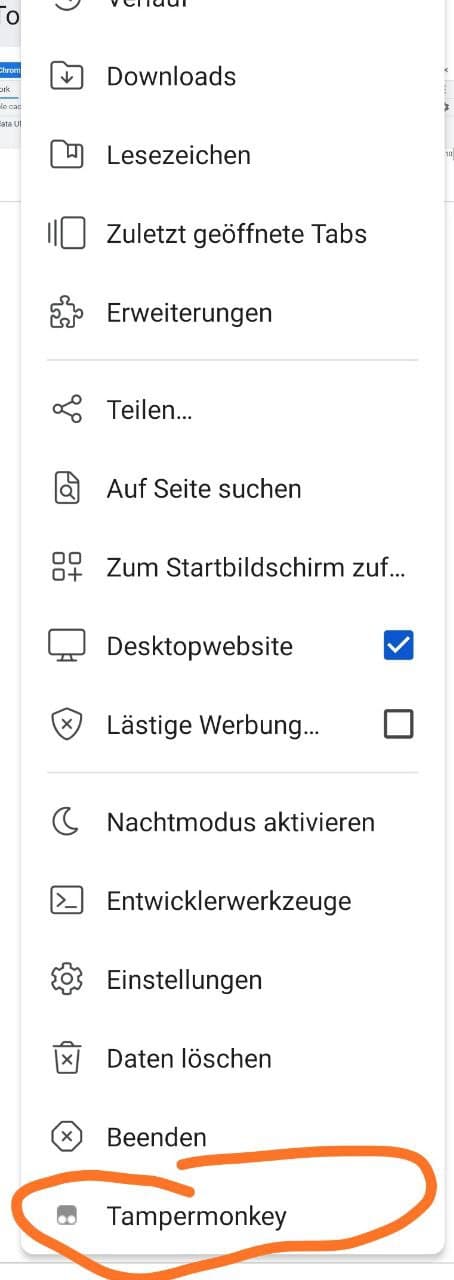 To
Verlauf
Downloads
Lesezeichen
Zuletzt geöffnete Tabs
Erweiterungen
Teilen...
Auf Seite suchen
Zum Startbildschirm zuf...
Desktopwebsite
Lästige Werbung...
Nachtmodus aktivieren
Entwicklerwerkzeuge
Einstellungen
Daten löschen
Beenden
Tampermonkey